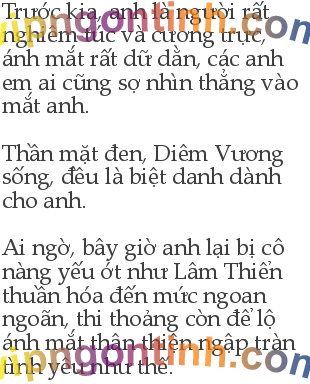 Trước kia, anh là người rất
nghiêm túc và cương trực,
ánh mắt rất dữ dằn, các anh
em ai cũng sợ nhìn thẳng vào
mắt anh.
Thần mặt đen, Diêm Vương
sống, đều là biệt danh dành
cho anh.
Ai ngờ, bây giờ anh lại bị cô
nàng yếu ớt như Lâm Thiển
thuần hóa đến mức ngoan
ngoãn, thi thoảng còn để lộ
ánh mắt thân thiện ngập tràn
tình yêu như thế.
vipngontinh.com
vipngontinh.com